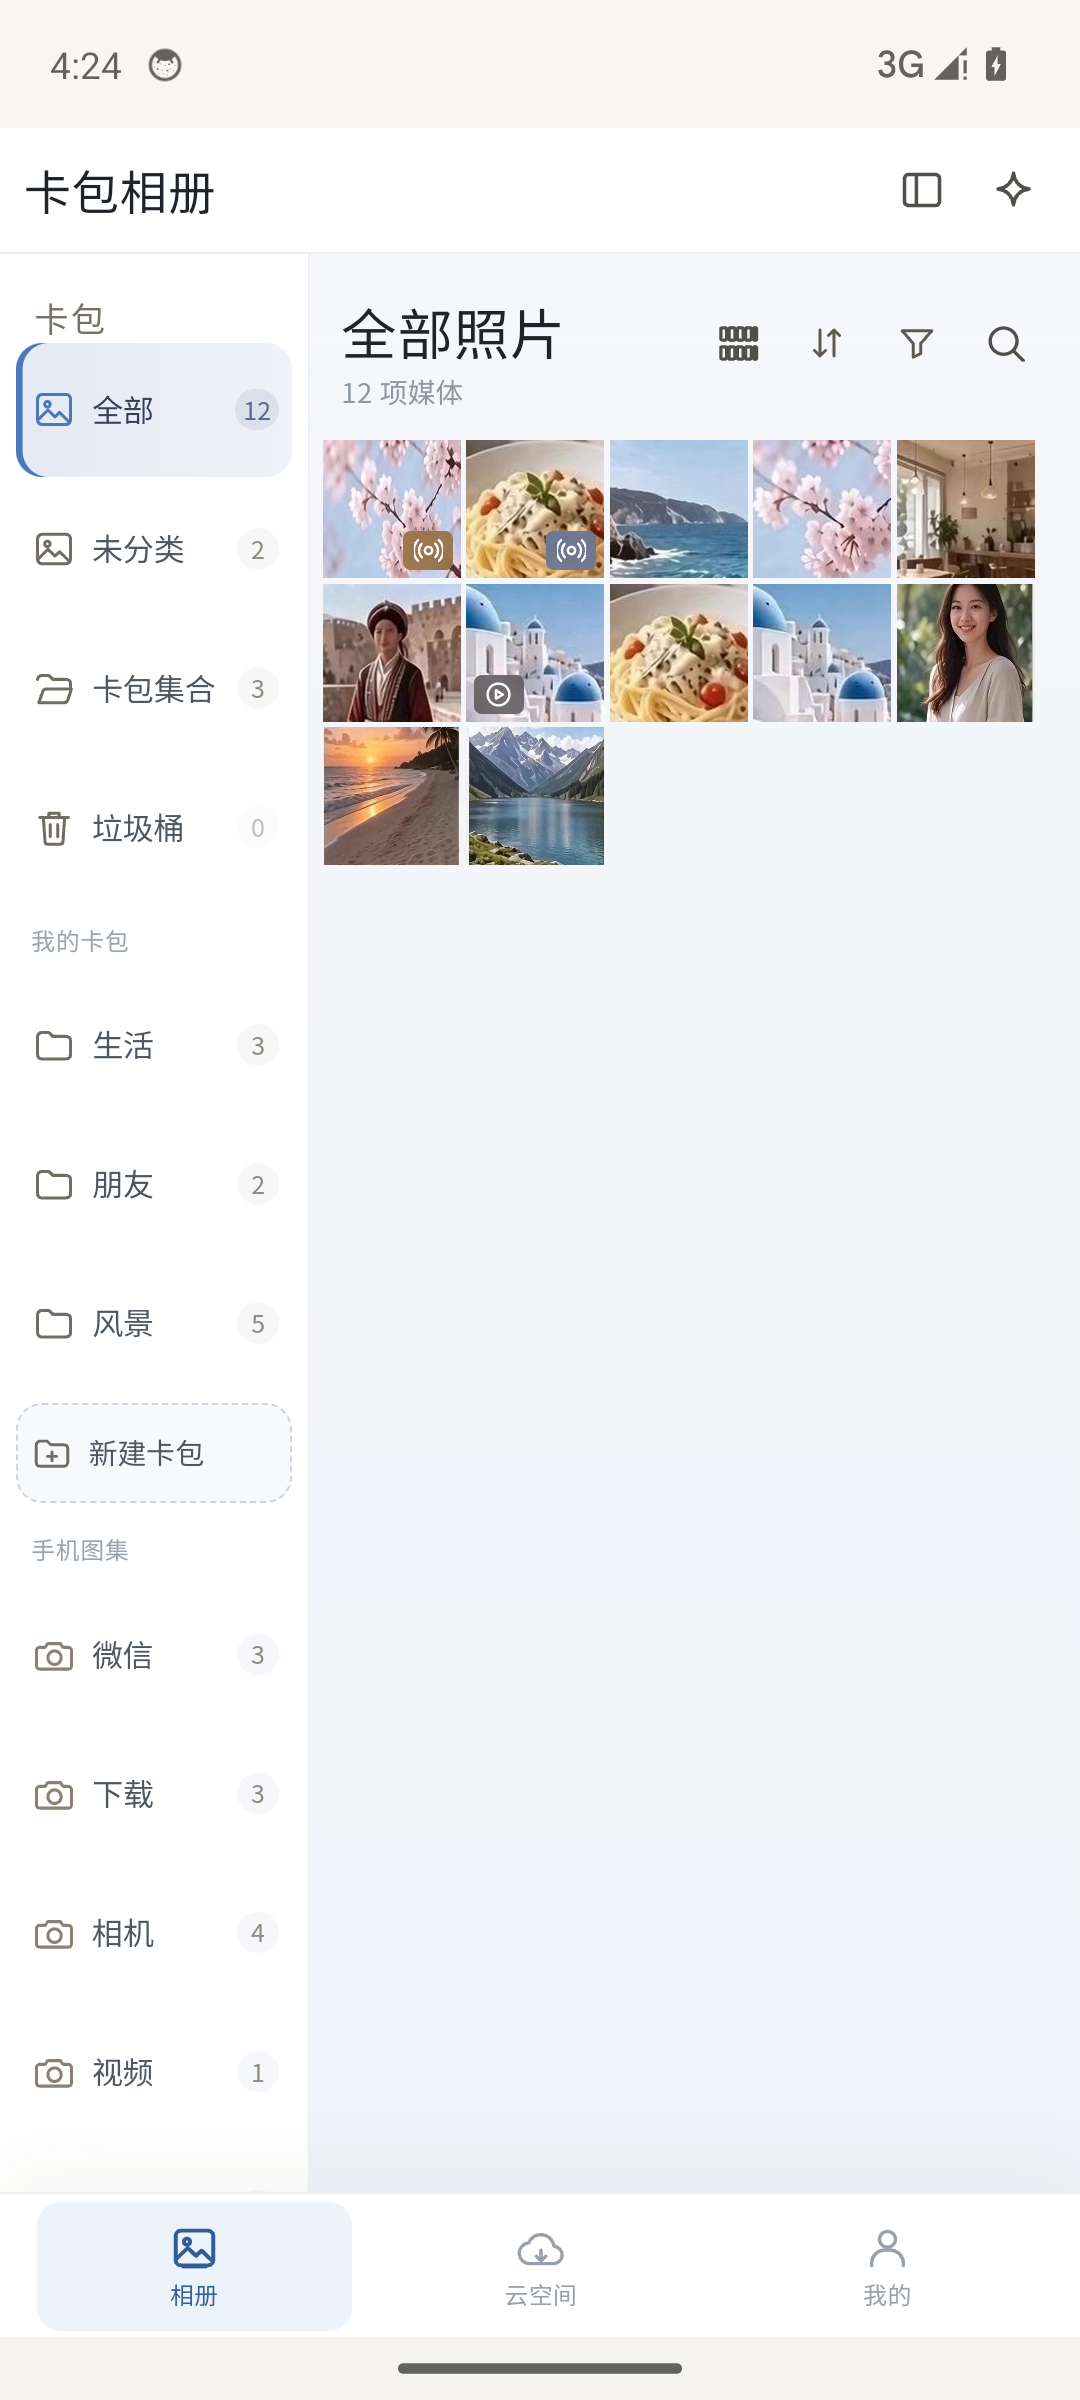 4:24
3G
卡包相册
卡包
全部 12
未分类 2
卡包集合 3
垃圾桶 0
我的卡包
生活 3
朋友 2
风景 5
新建卡包
手机图集
微信 3
下载 3
相机 4
视频 1
全部照片
12 项媒体
相册
云空间
我的